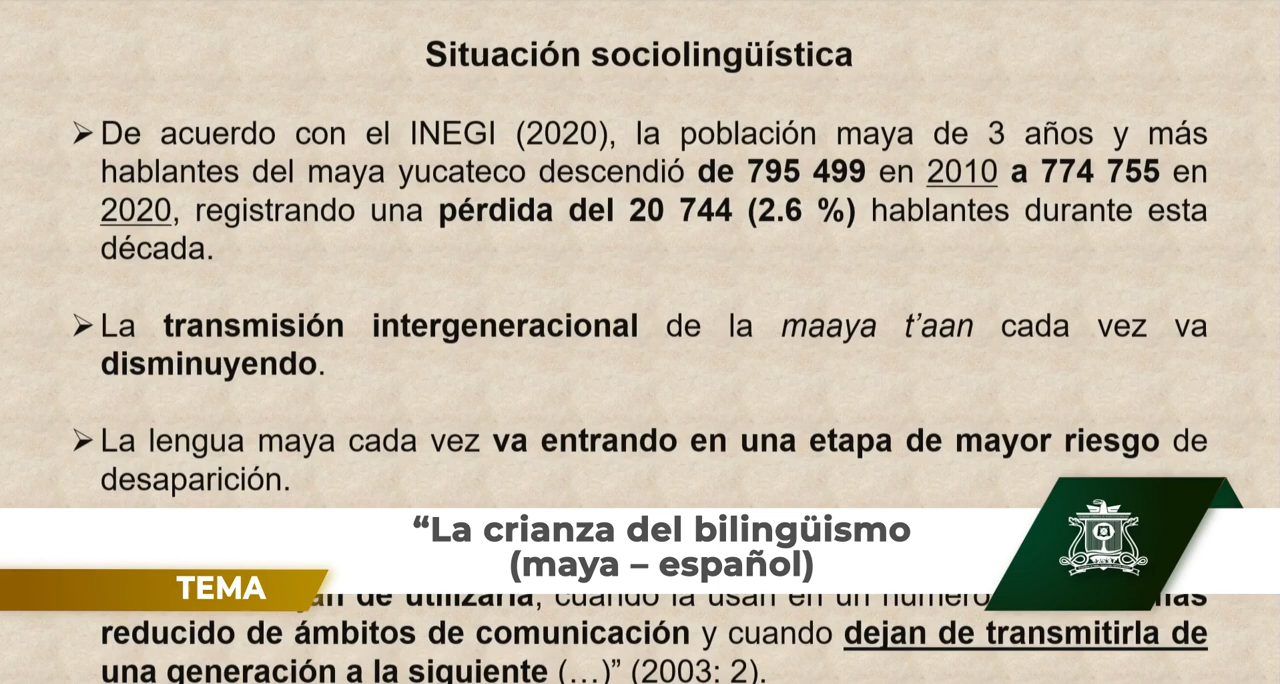 Situación sociolingüística
➢ De acuerdo con el INEGI (2020), la población maya de 3 años y más
hablantes del maya yucateco descendió de 795 499 en 2010 a 774 755 en
2020, registrando una pérdida del 20 744 (2.6 %) hablantes durante esta
década.
➢ La transmisión intergeneracional de la maaya t’aan cada vez va
disminuyendo.
➢ La lengua maya cada vez va entrando en una etapa de mayor riesgo de
desaparición.
“La crianza del bilingüismo
(maya – español)
TEMA
de utilizarla, cuando la usan en un número
reducido de ámbitos de comunicación y cuando dejan de transmitirla de
una generación a la siguiente (…)” (2003: 2).